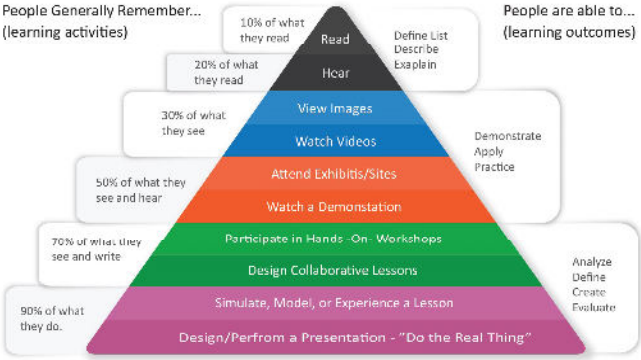 People Generally Remember...
(learning activities)
People are able to...
(learning outcomes)
10% of what
they read
Read
Define List
Describe
Exaplain
20% of what
they read
Hear
30% of what
they see
View Images
Watch Videos
Demonstrate
Apply
Practice
50% of what they
see and hear
Attend Exhibitis/Sites
Watch a Demonstation
70% of what they
see and write
Participate in Hands -On- Workshops
Design Collaborative Lessons
Analyze
Define
Create
Evaluate
90% of what
they do.
Simulate, Model, or Experience a Lesson
Design/Perfrom a Presentation - "Do the Real Thing"